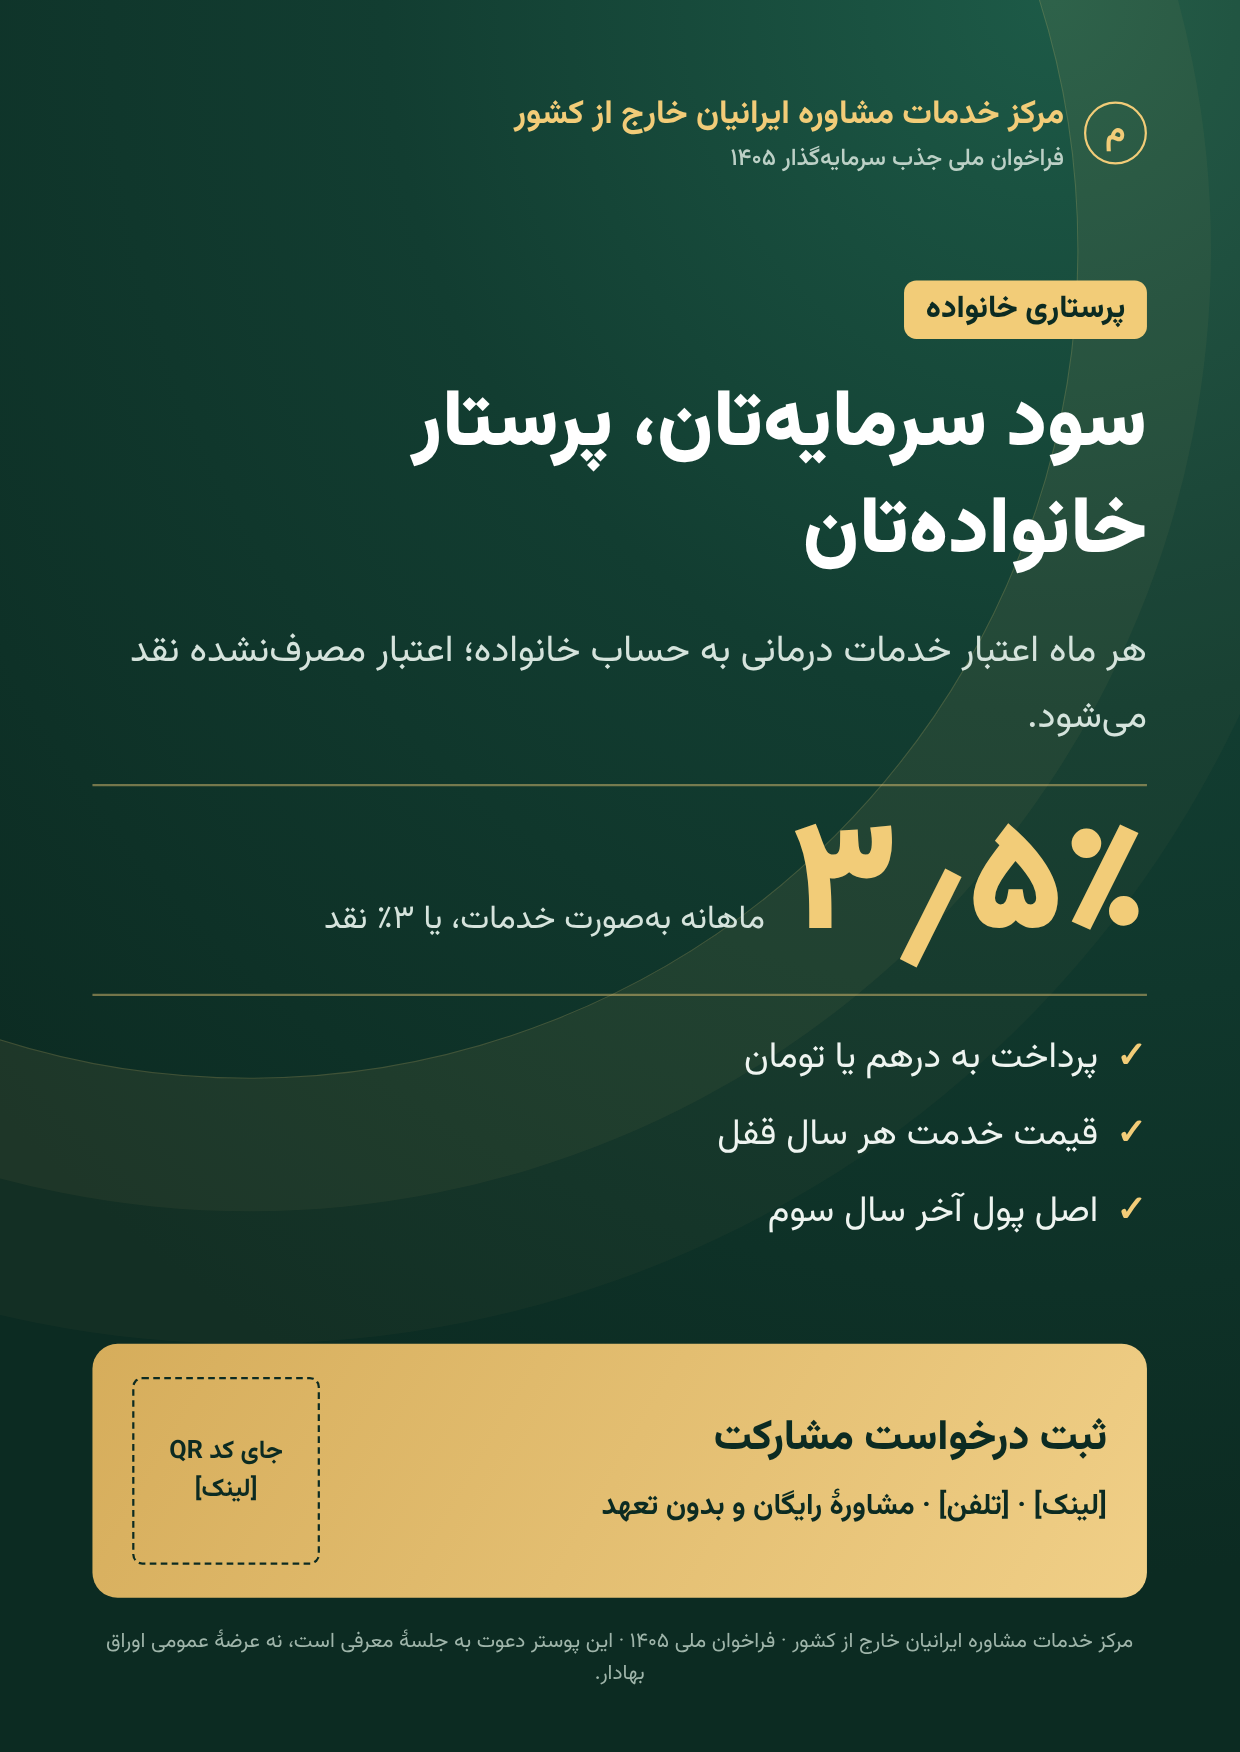 م
مرکز خدمات مشاوره ایرانیان خارج از کشور
فراخوان ملی جذب سرمایه‌گذار ۱۴۰۵
پرستاری خانواده
سود سرمایه‌تان، پرستار
خانواده‌تان
هر ماه اعتبار خدمات درمانی به حساب خانواده؛ اعتبار مصرف‌نشده نقد
می‌شود.
۳٫۵٪ ماهانه به‌صورت خدمات، یا ۳٪ نقد
✓ پرداخت به درهم یا تومان
✓ قیمت خدمت هر سال قفل
✓ اصل پول آخر سال سوم
ثبت درخواست مشارکت
[لینک] · [تلفن] · مشاورهٔ رایگان و بدون تعهد
جای کد QR
[لینک]
مرکز خدمات مشاوره ایرانیان خارج از کشور · فراخوان ملی ۱۴۰۵ · این پوستر دعوت به جلسهٔ معرفی است، نه عرضهٔ عمومی اوراق
بهادار.